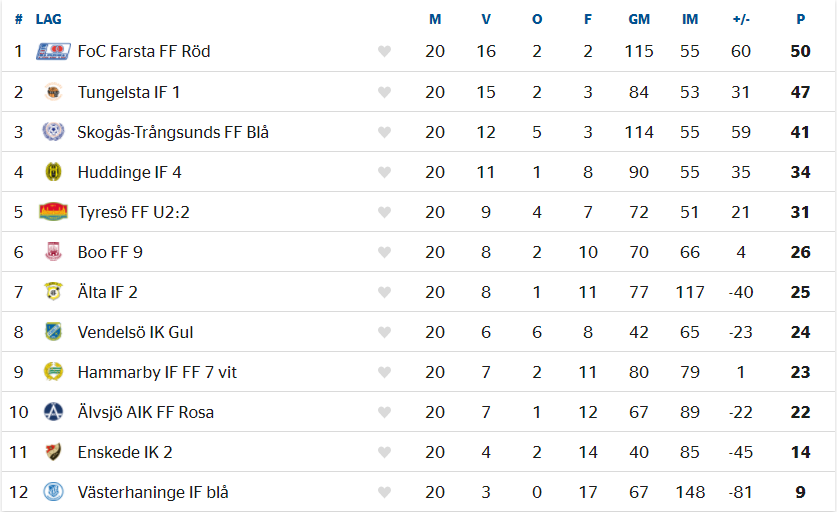 # LAG M V O F GM IM +/- P
1 FoC Farsta FF Röd 20 16 2 2 115 55 60 50
2 Tungelsta IF 1 20 15 2 3 84 53 31 47
3 Skogås-Trångsunds FF Blå 20 12 5 3 114 55 59 41
4 Huddinge IF 4 20 11 1 8 90 55 35 34
5 Tyresö FF U2:2 20 9 4 7 72 51 21 31
6 Boo FF 9 20 8 2 10 70 66 4 26
7 Älta IF 2 20 8 1 11 77 117 -40 25
8 Vendelsö IK Gul 20 6 6 8 42 65 -23 24
9 Hammarby IF FF 7 vit 20 7 2 11 80 79 1 23
10 Älvsjö AIK FF Rosa 20 7 1 12 67 89 -22 22
11 Enskede IK 2 20 4 2 14 40 85 -45 14
12 Västerhaninge IF blå 20 3 0 17 67 148 -81 9